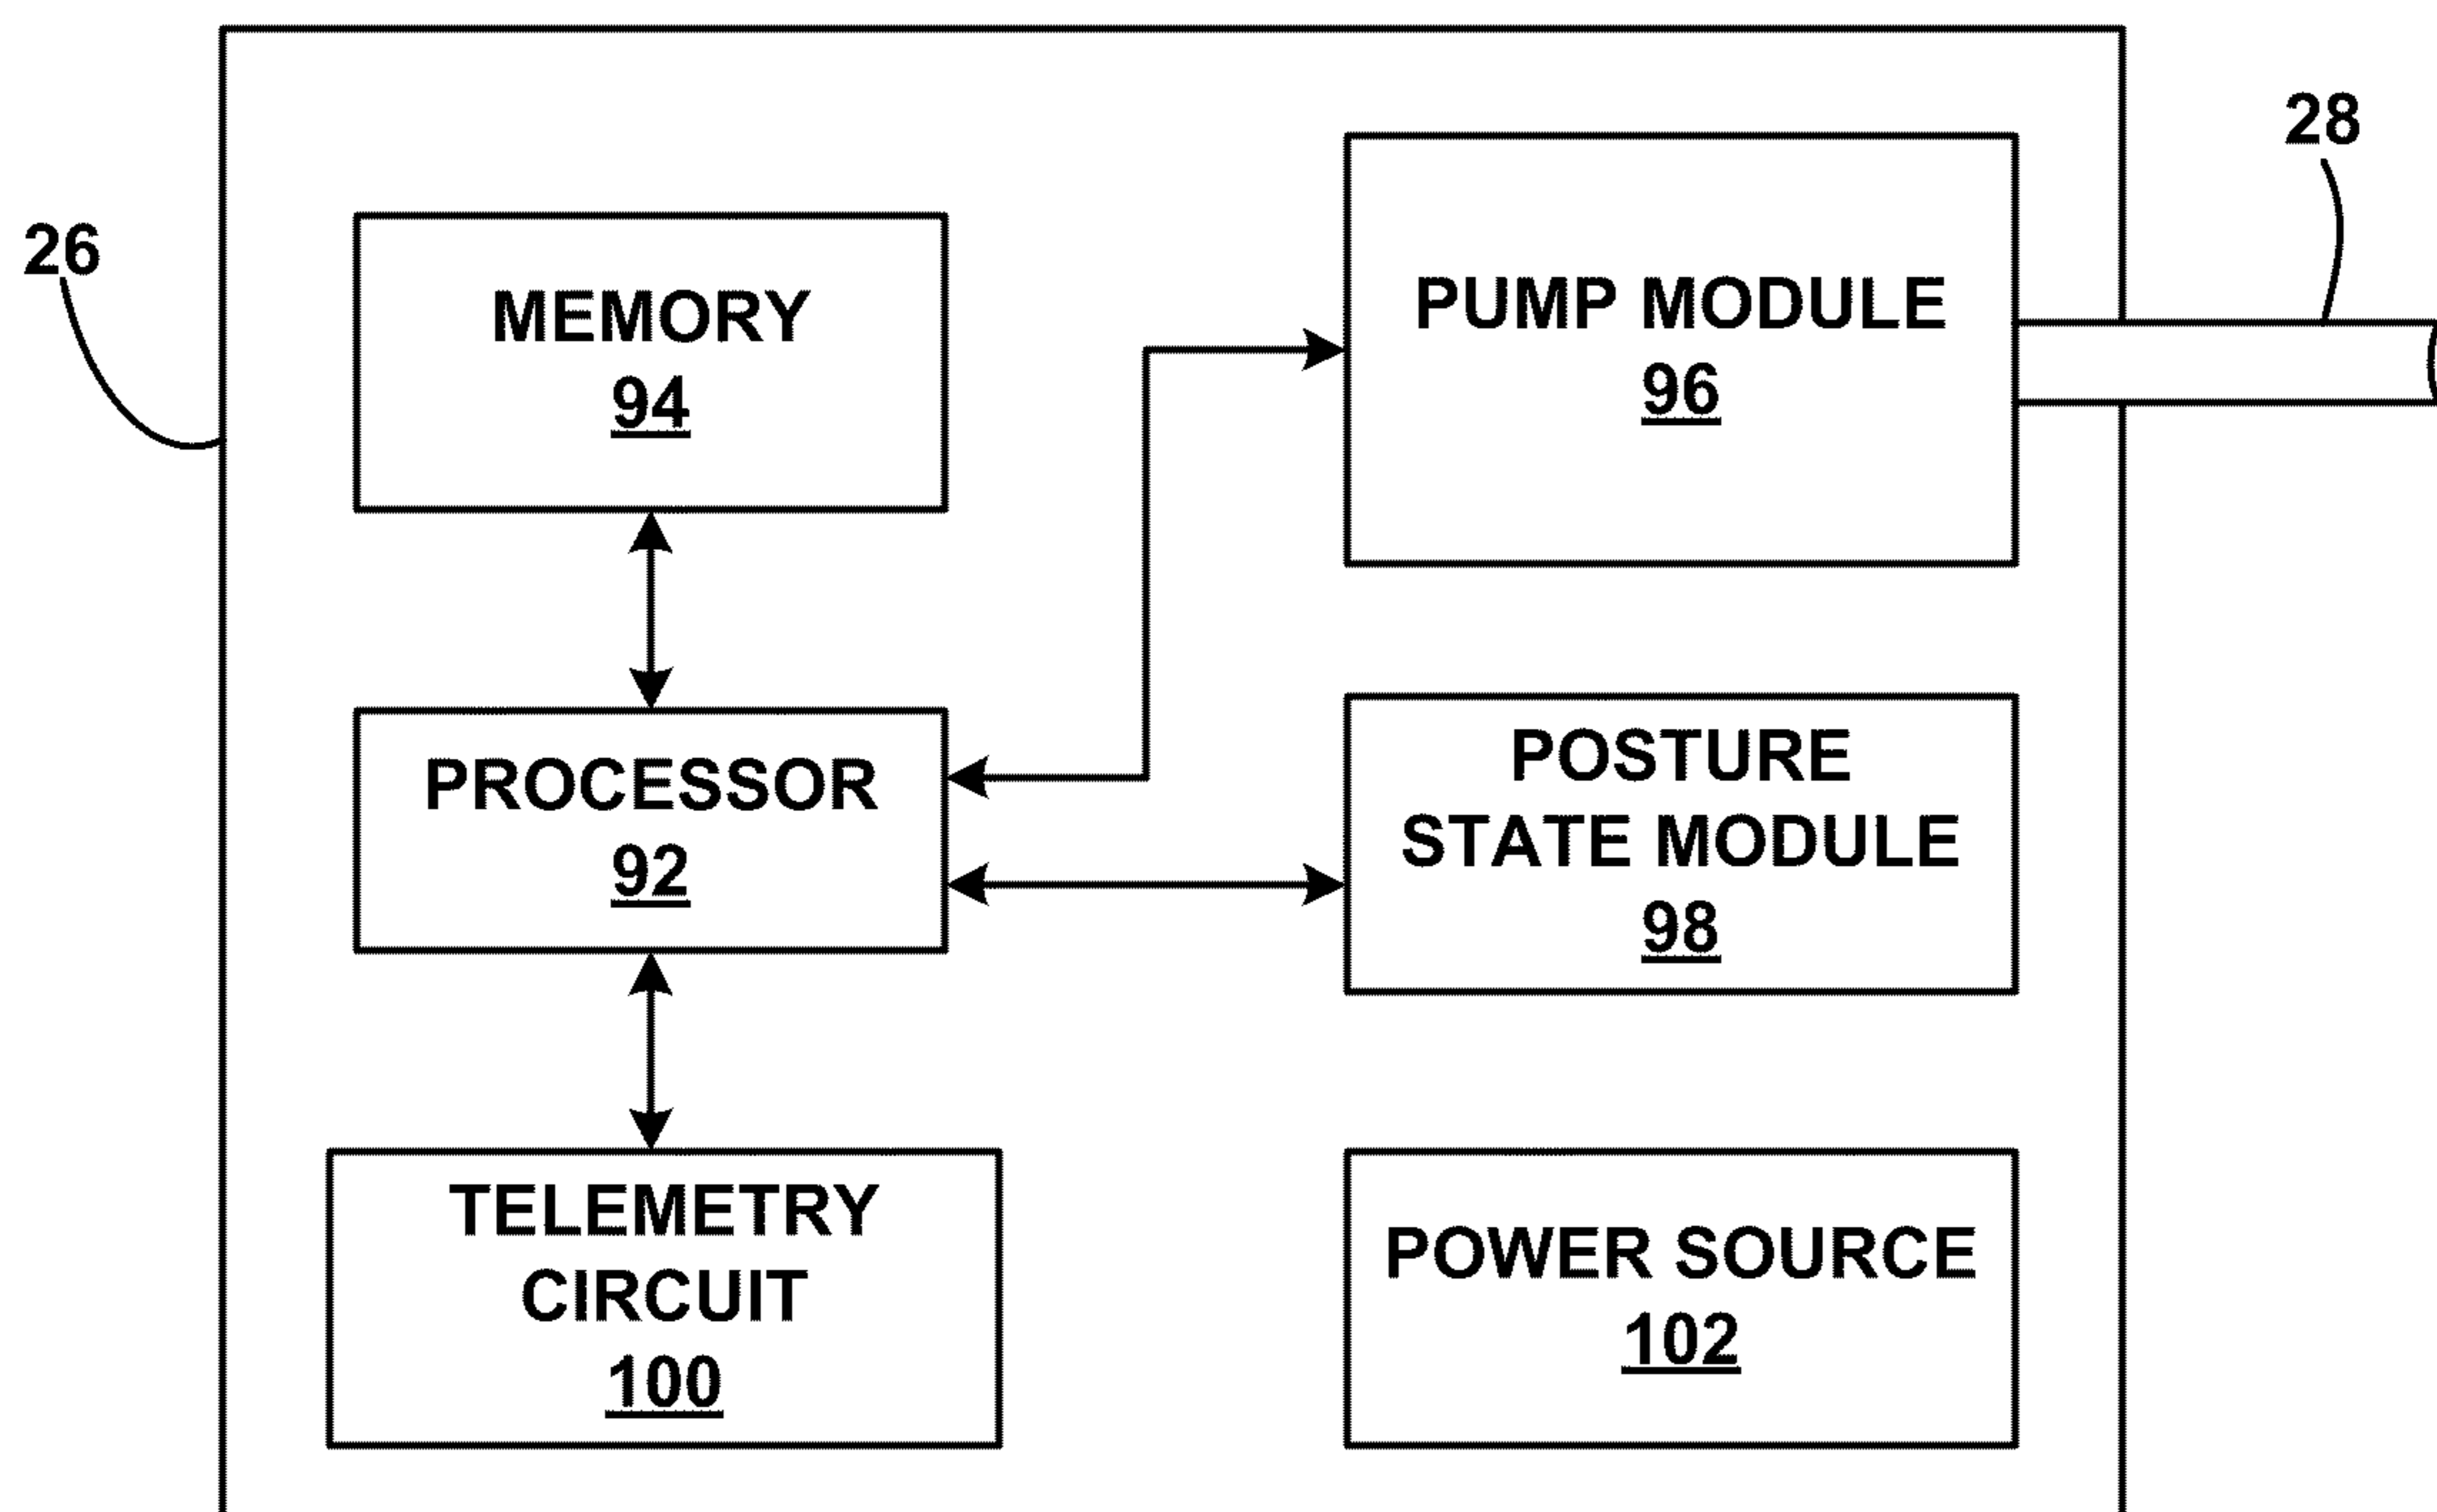 28
26
MEMORY
94
PUMP MODULE
96
PROCESSOR
92
POSTURE
STATE MODULE
98
TELEMETRY
CIRCUIT
100
POWER SOURCE
102